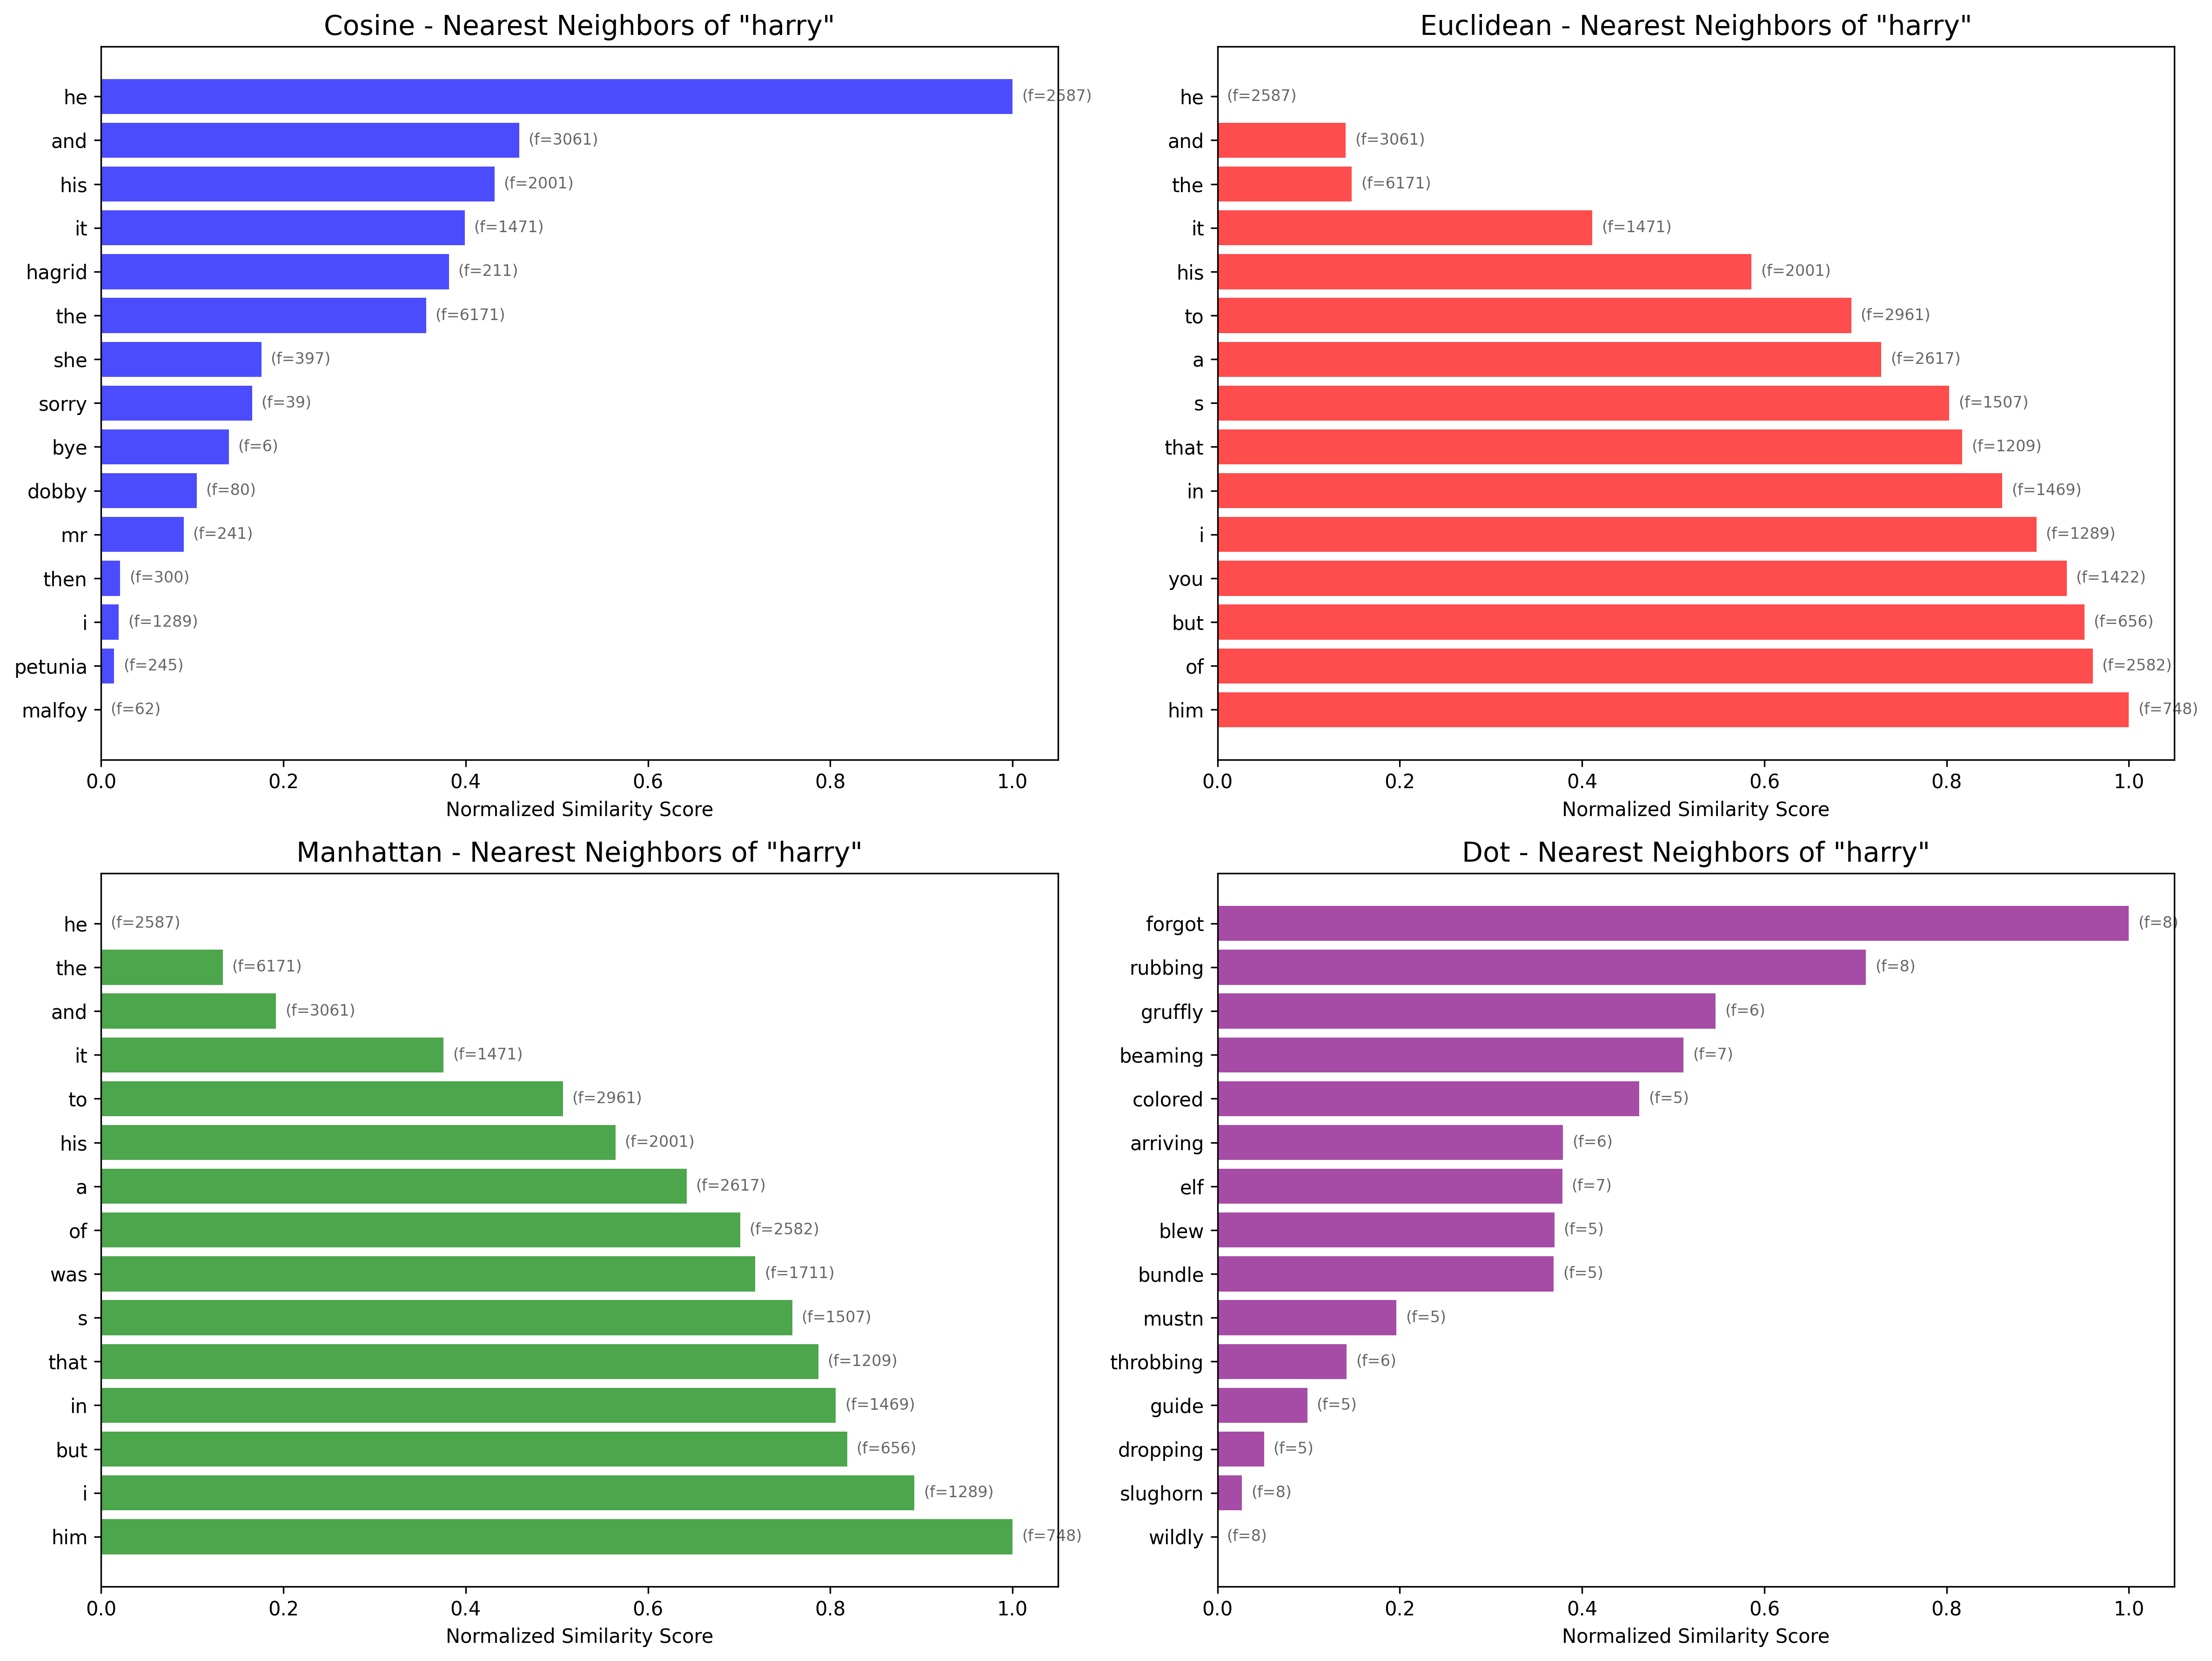 Cosine - Nearest Neighbors of "harry"
he (f=2587)
and (f=3061)
his (f=2001)
it (f=1471)
hagrid (f=211)
the (f=6171)
she (f=397)
sorry (f=39)
bye (f=6)
dobby (f=80)
mr (f=241)
then (f=300)
i (f=1289)
petunia (f=245)
malfoy (f=62)
0.0 0.2 0.4 0.6 0.8 1.0
Normalized Similarity Score
Euclidean - Nearest Neighbors of "harry"
he (f=2587)
and (f=3061)
the (f=6171)
it (f=1471)
his (f=2001)
to (f=2961)
a (f=2617)
s (f=1507)
that (f=1209)
in (f=1469)
i (f=1289)
you (f=1422)
but (f=656)
of (f=2582)
him (f=748)
0.0 0.2 0.4 0.6 0.8 1.0
Normalized Similarity Score
Manhattan - Nearest Neighbors of "harry"
he (f=2587)
the (f=6171)
and (f=3061)
it (f=1471)
to (f=2961)
his (f=2001)
a (f=2617)
of (f=2582)
was (f=1711)
s (f=1507)
that (f=1209)
in (f=1469)
but (f=656)
i (f=1289)
him (f=748)
0.0 0.2 0.4 0.6 0.8 1.0
Normalized Similarity Score
Dot - Nearest Neighbors of "harry"
forgot (f=8)
rubbing (f=8)
gruffly (f=6)
beaming (f=7)
colored (f=5)
arriving (f=6)
elf (f=7)
blew (f=5)
bundle (f=5)
mustn (f=5)
throbbing (f=6)
guide (f=5)
dropping (f=5)
slughorn (f=8)
wildly (f=8)
0.0 0.2 0.4 0.6 0.8 1.0
Normalized Similarity Score